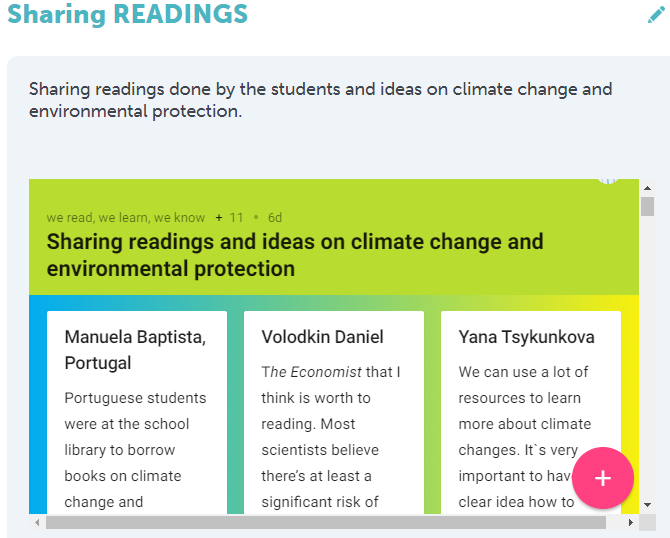 Sharing READINGS
Sharing readings done by the students and ideas on climate change and
environmental protection.
we read, we learn, we know + 11 • 6d
Sharing readings and ideas on climate change and
environmental protection
Manuela Baptista,
Portugal
Portuguese students
were at the school
library to borrow
books on climate
change and
Volodkin Daniel
The Economist that I
think is worth to
reading. Most
scientists believe
there's at least a
significant risk of
Yana Tsykunkova
We can use a lot of
resources to learn
more about climate
changes. It`s very
important to hav
clear idea how to